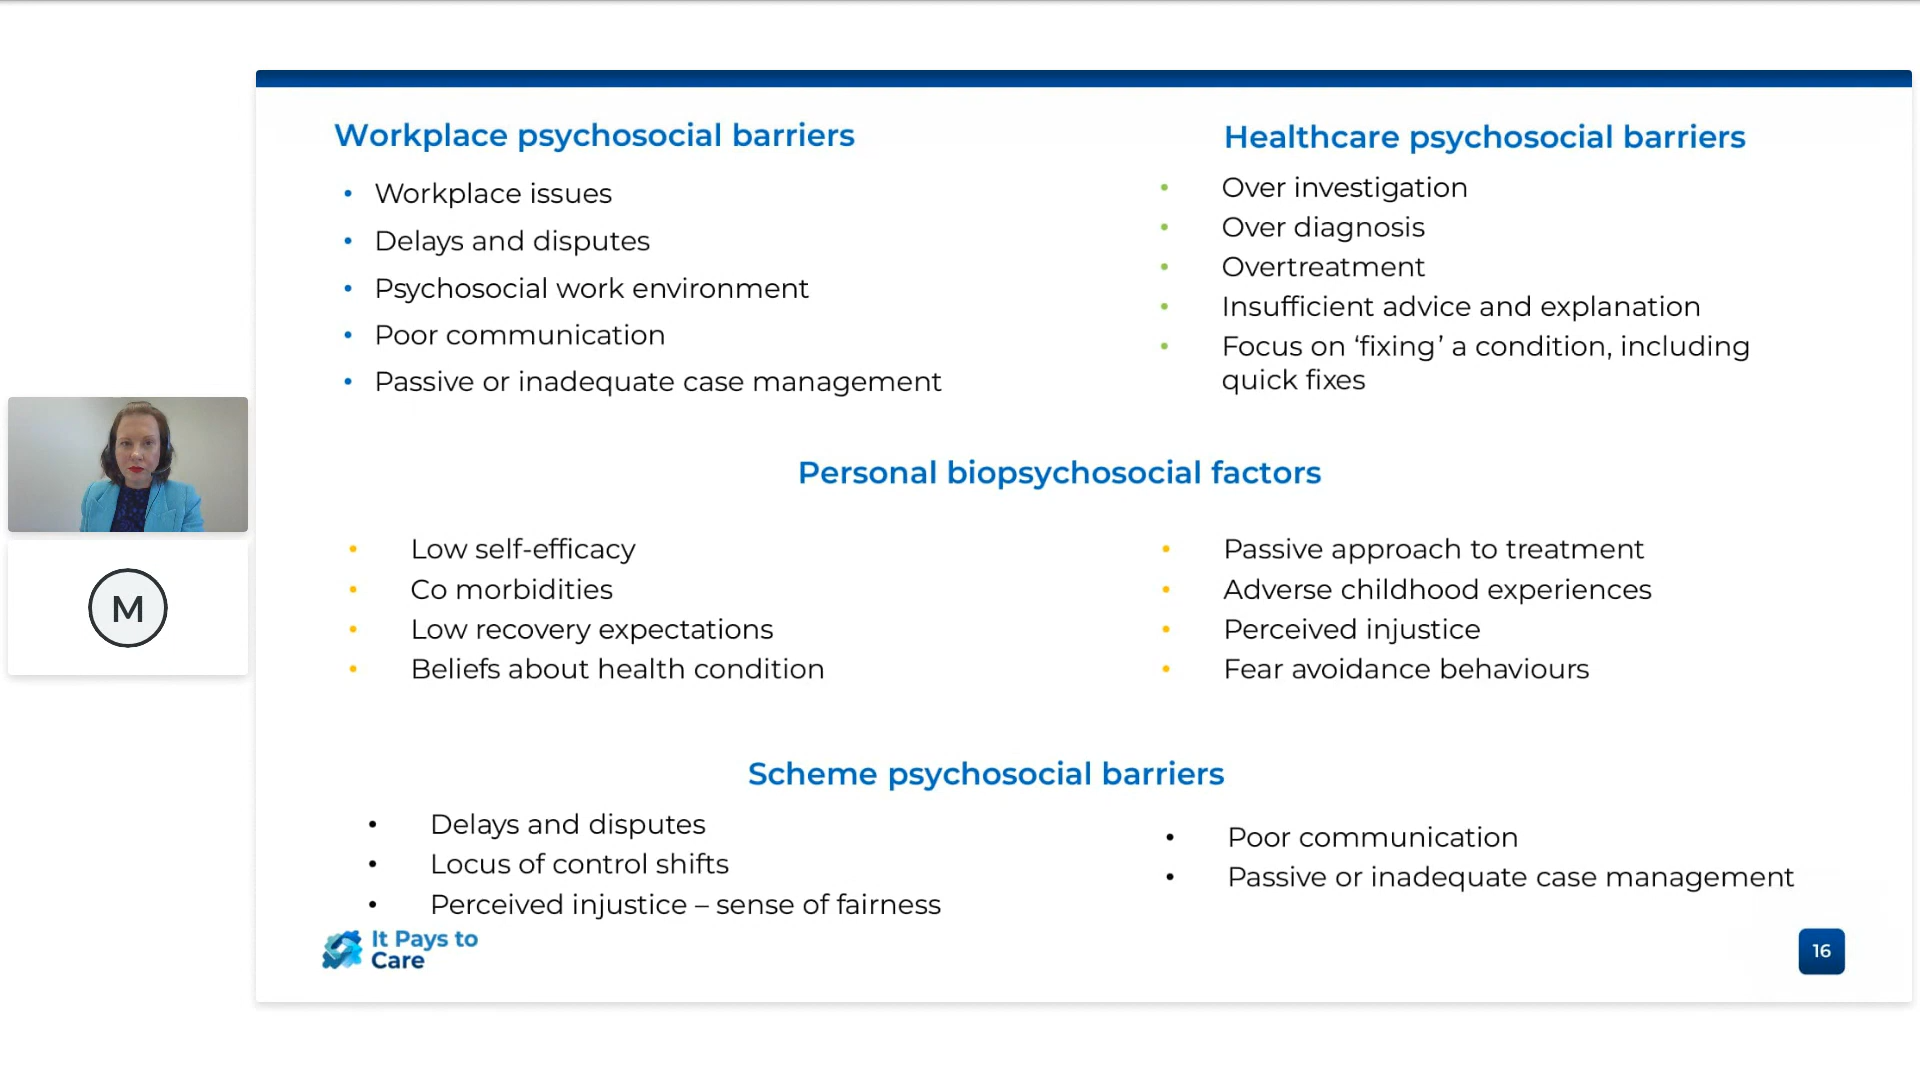 Workplace psychosocial barriers
• Workplace issues
• Delays and disputes
• Psychosocial work environment
• Poor communication
• Passive or inadequate case management
Healthcare psychosocial barriers
• Over investigation
• Over diagnosis
• Overtreatment
• Insufficient advice and explanation
• Focus on ‘fixing’ a condition, including
quick fixes
M
Personal biopsychosocial factors
• Low self-efficacy
• Co morbidities
• Low recovery expectations
• Beliefs about health condition
• Passive approach to treatment
• Adverse childhood experiences
• Perceived injustice
• Fear avoidance behaviours
Scheme psychosocial barriers
• Delays and disputes
• Locus of control shifts
• Perceived injustice – sense of fairness
• Poor communication
• Passive or inadequate case management
It Pays to
Care
16